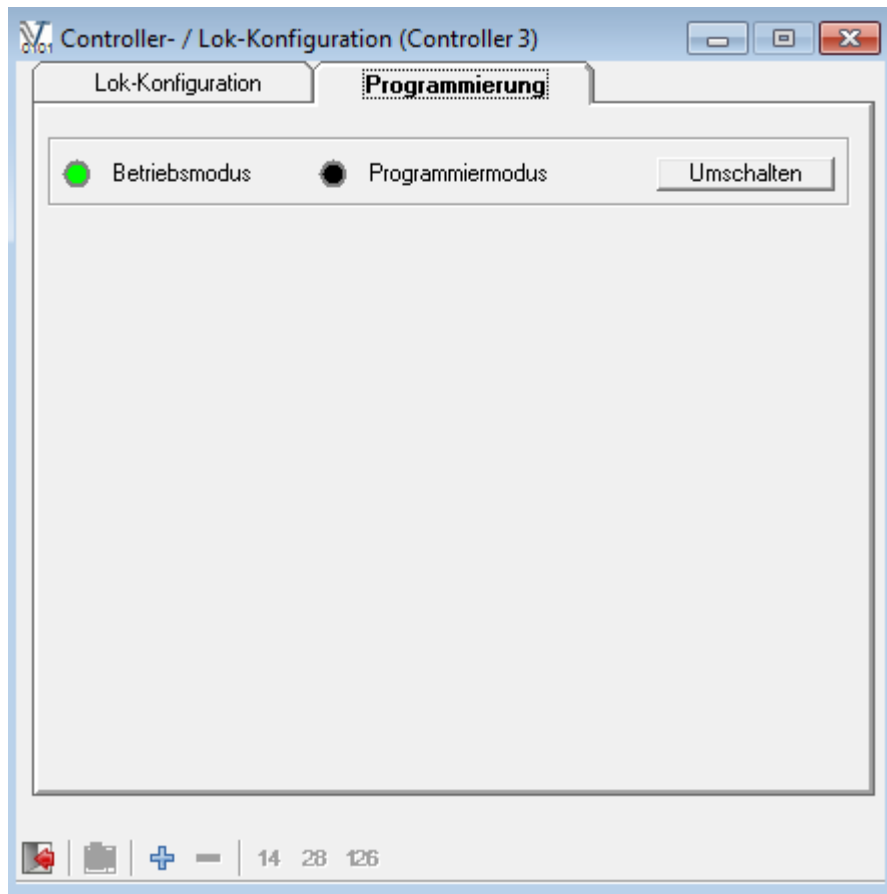 Controller- / Lok-Konfiguration (Controller 3)
Lok-Konfiguration Programmierung
Betriebsmodus Programmiermodus Umschalten
14 28 126